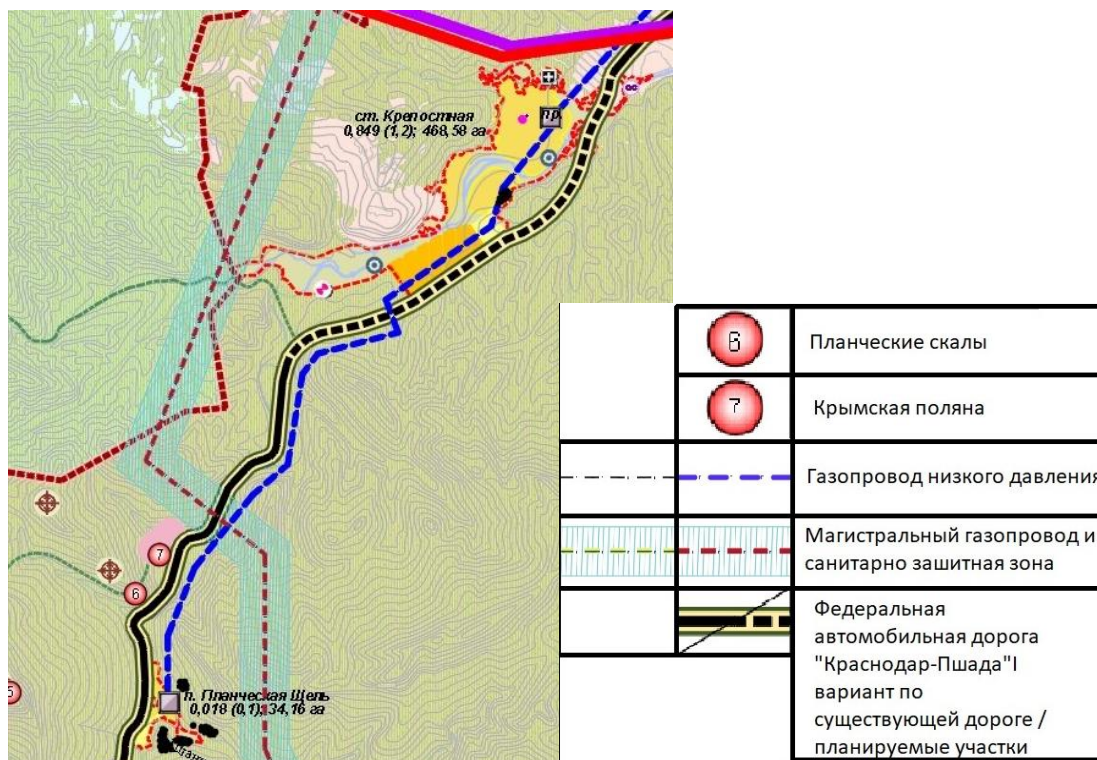 ст. Крепостная
0,849 (1,2); 468,58 га
пр
7
6
5
п. Планческая Щель
0,018 (0,1); 34,16 га
6
Планческие скалы
7
Крымская поляна
Газопровод низкого давления
Магистральный газопровод и
санитарно зашитная зона
Федеральная
автомобильная дорога
"Краснодар-Пшада"I
вариант по
существующей дороге /
планируемые участки